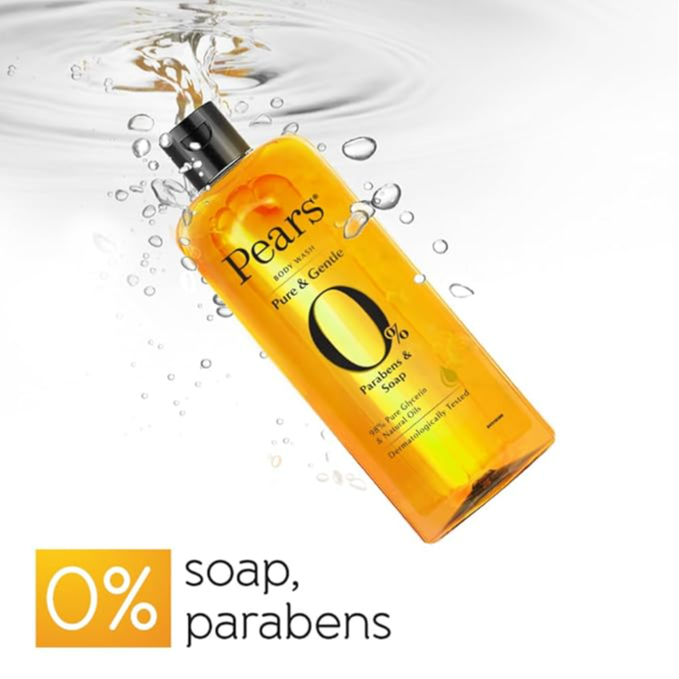 Pears®
BODY WASH
Pure & Gentle
0%
Parabens &
Soap
98% Pure Glycerin
& Natural Oils
Dermatologically Tested
0%
soap,
parabens